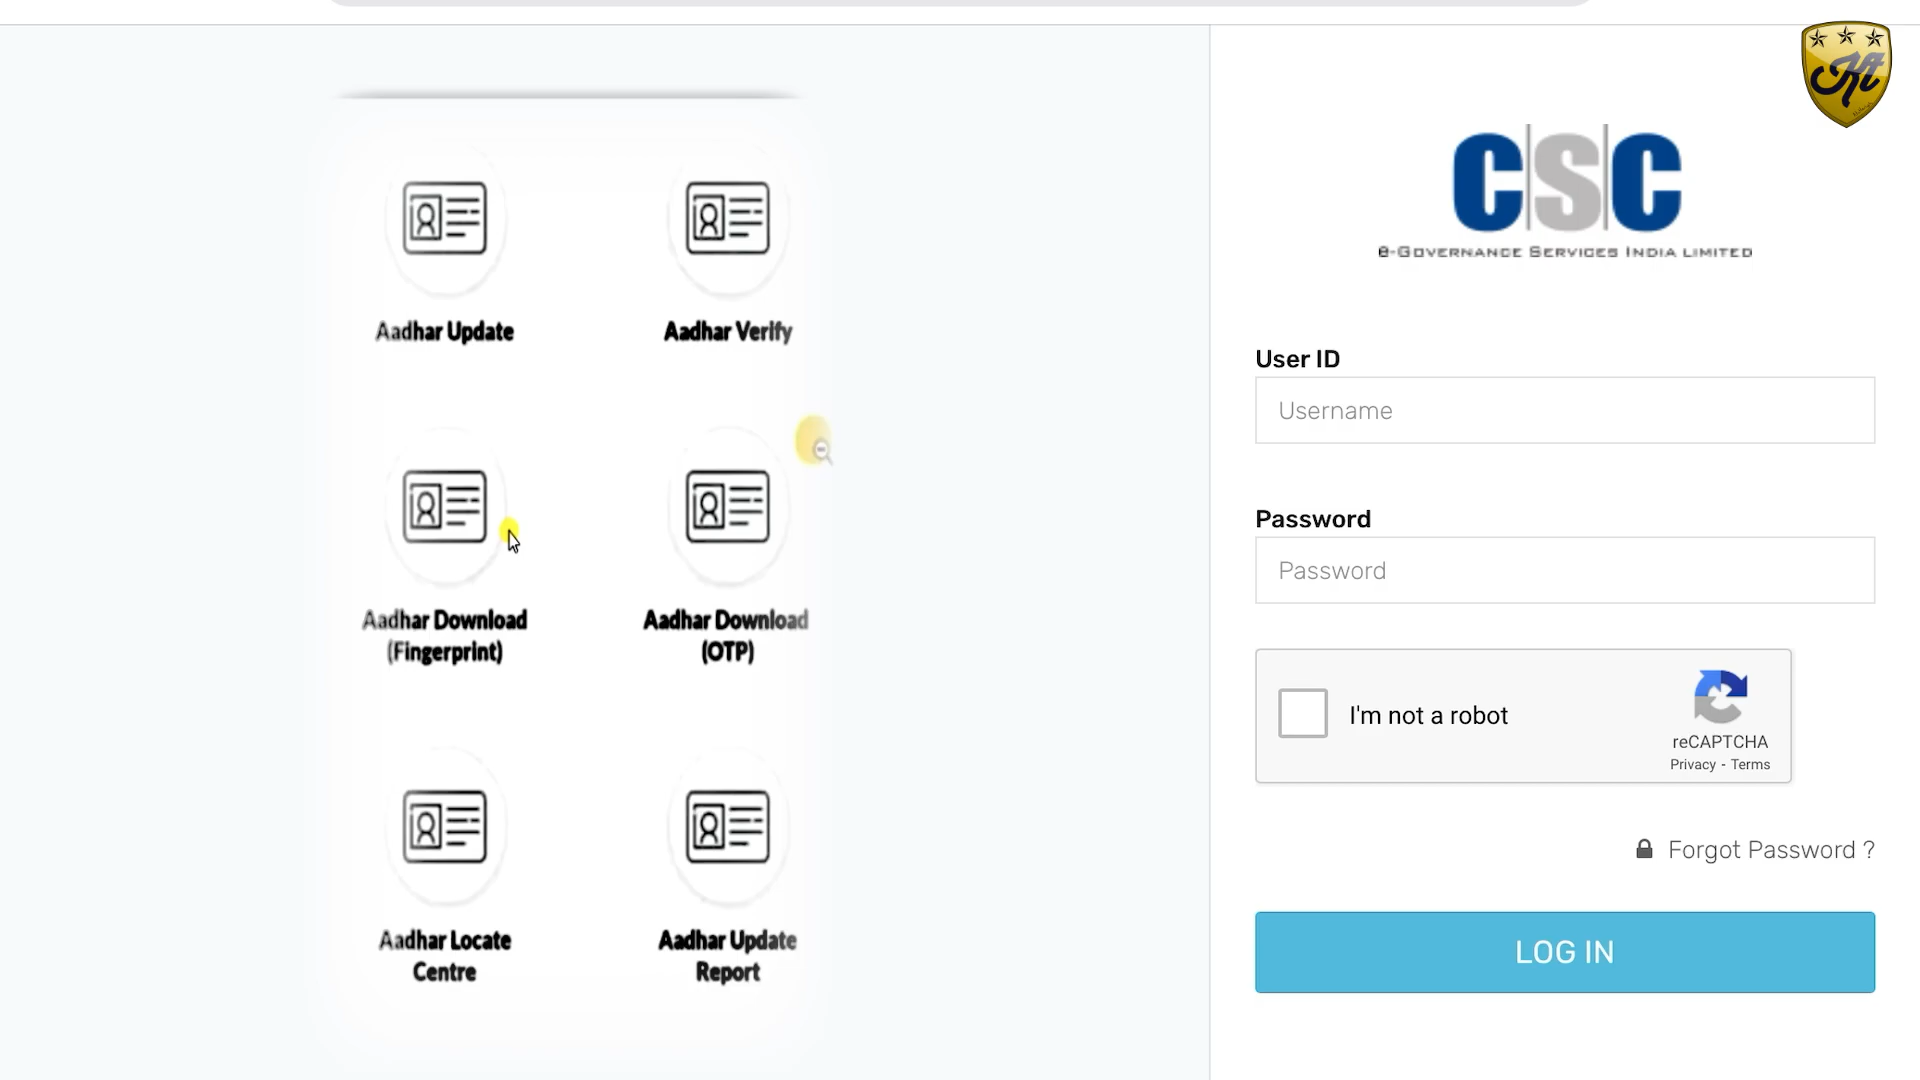 Aadhar Update
Aadhar Verify
Aadhar Download
(Fingerprint)
Aadhar Download
(OTP)
Aadhar Locate
Centre
Aadhar Update
Report
CSC
e-Governance Services India Limited
User ID
Username
Password
Password
I'm not a robot
reCAPTCHA
Privacy - Terms
Forgot Password ?
LOG IN